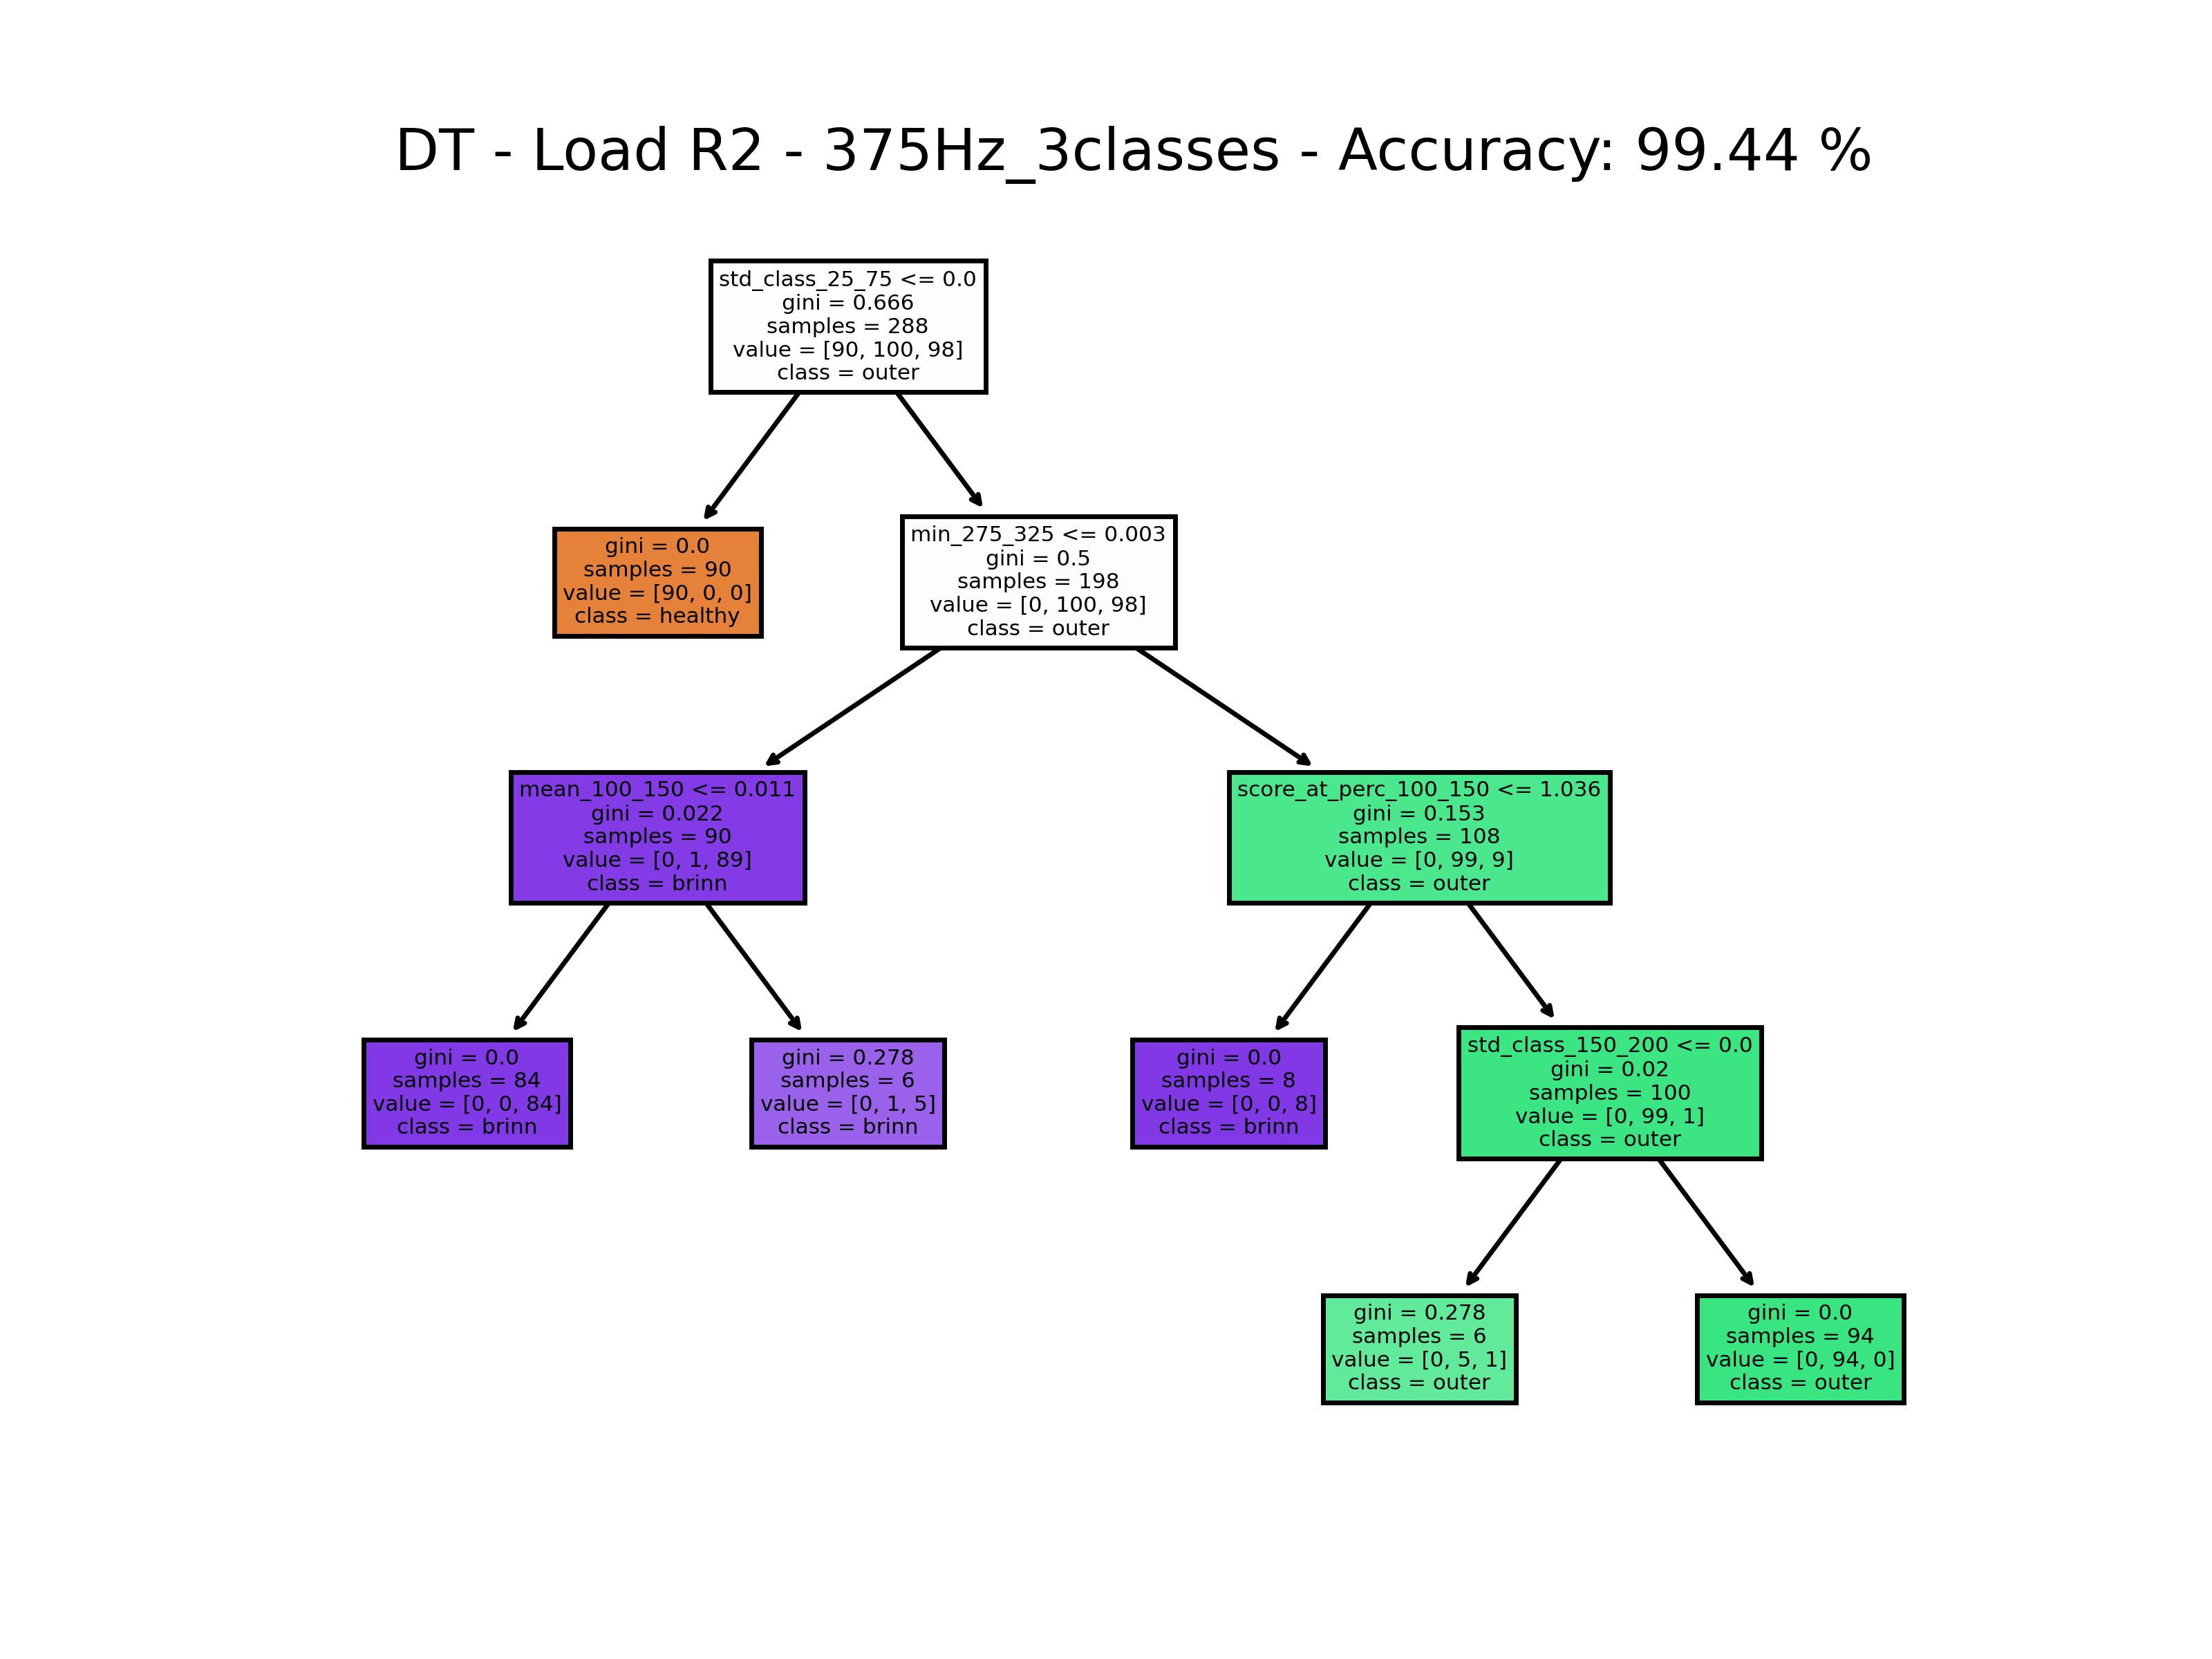 DT - Load R2 - 375Hz_3classes - Accuracy: 99.44 %
std_class_25_75 <= 0.0
gini = 0.666
samples = 288
value = [90, 100, 98]
class = outer
gini = 0.0
samples = 90
value = [90, 0, 0]
class = healthy
min_275_325 <= 0.003
gini = 0.5
samples = 198
value = [0, 100, 98]
class = outer
mean_100_150 <= 0.011
gini = 0.022
samples = 90
value = [0, 1, 89]
class = brinn
score_at_perc_100_150 <= 1.036
gini = 0.153
samples = 108
value = [0, 99, 9]
class = outer
gini = 0.0
samples = 84
value = [0, 0, 84]
class = brinn
gini = 0.278
samples = 6
value = [0, 1, 5]
class = brinn
gini = 0.0
samples = 8
value = [0, 0, 8]
class = brinn
std_class_150_200 <= 0.0
gini = 0.02
samples = 100
value = [0, 99, 1]
class = outer
gini = 0.278
samples = 6
value = [0, 5, 1]
class = outer
gini = 0.0
samples = 94
value = [0, 94, 0]
class = outer